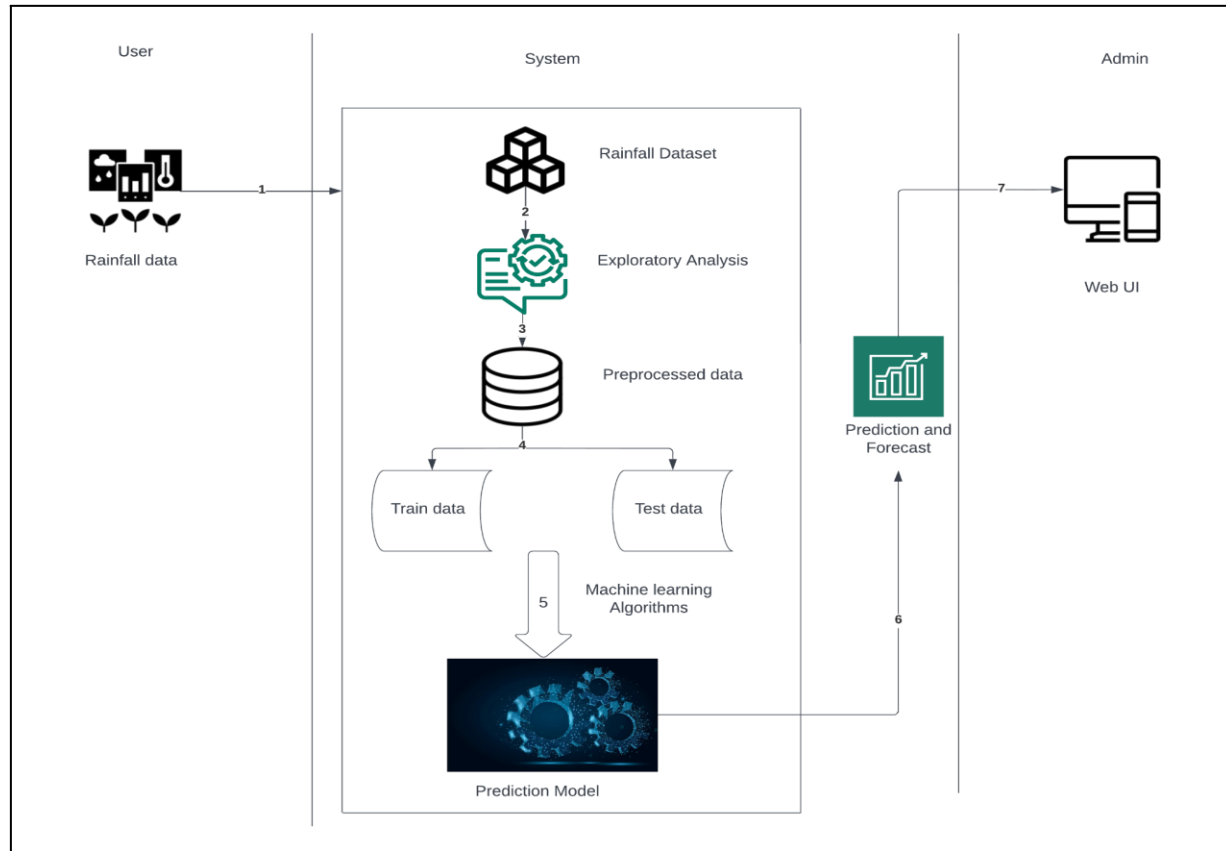 User
System
Admin
Rainfall data
1
Rainfall Dataset
2
Exploratory Analysis
3
Preprocessed data
4
Train data
Test data
5
Machine learning
Algorithms
Prediction Model
6
Prediction and
Forecast
7
Web UI